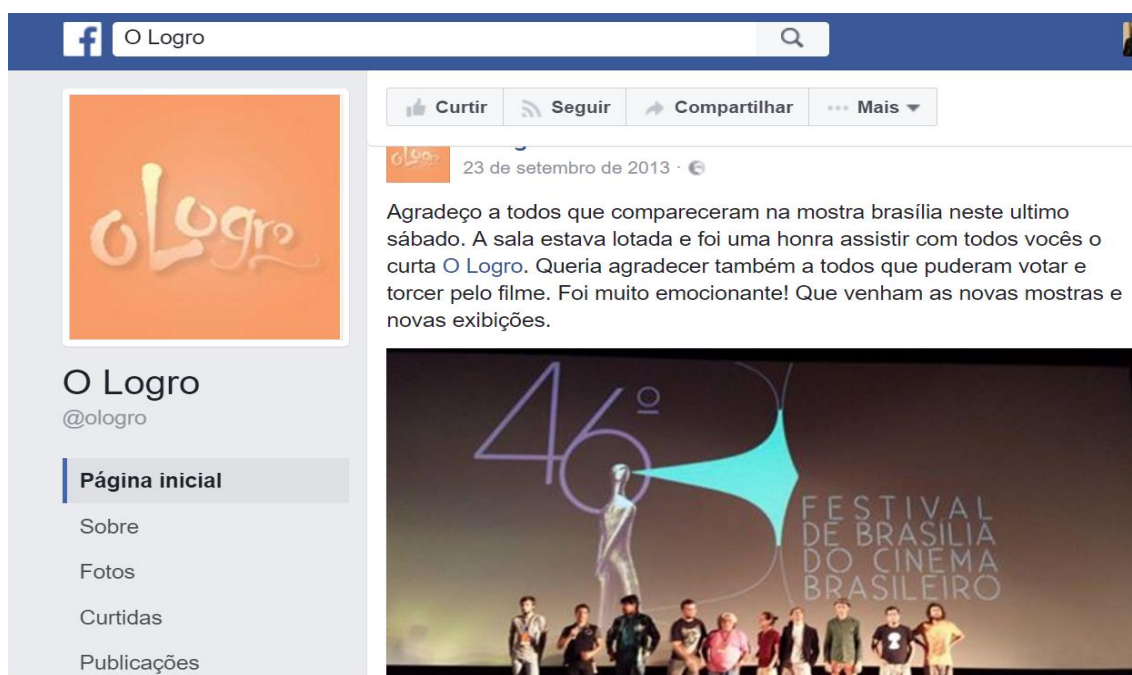 O Logro
Curtir
Seguir
Compartilhar
Mais
o Logro
23 de setembro de 2013
Agradeço a todos que compareceram na mostra brasília neste ultimo
sábado. A sala estava lotada e foi uma honra assistir com todos vocês o
curta O Logro. Queria agradecer também a todos que puderam votar e
torcer pelo filme. Foi muito emocionante! Que venham as novas mostras e
novas exibições.
O Logro
@ologro
Página inicial
Sobre
Fotos
Curtidas
Publicações
46º
FESTIVAL
DE BRASÍLIA
DO CINEMA
BRASILEIRO